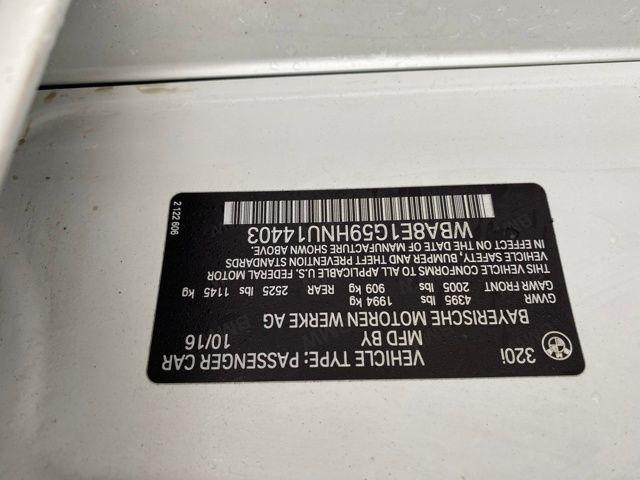 320i
VEHICLE TYPE: PASSENGER CAR
MFD BY 10/16
BAYERISCHE MOTOREN WERKE AG
GVWR 4395 lbs 1994 kg
GAWR FRONT 2005 lbs 909 kg REAR 2525 lbs 1145 kg
THIS VEHICLE CONFORMS TO ALL APPLICABLE U.S. FEDERAL MOTOR
VEHICLE SAFETY, BUMPER, AND THEFT PREVENTION STANDARDS
IN EFFECT ON THE DATE OF MANUFACTURE SHOWN ABOVE.
WBA8E1G59HNU14403
2 122 606